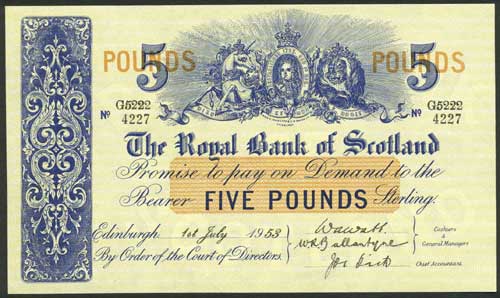 POUNDS 5 5 POUNDS
Nº G5222 4227 Nº G5222 4227
The Royal Bank of Scotland
Promise to pay on Demand to the
Bearer FIVE POUNDS Sterling.
Edinburgh. 1st July 1953
By Order of the Court of Directors.
W R Ballantyne
Cashiers & General Managers
Chief Accountant